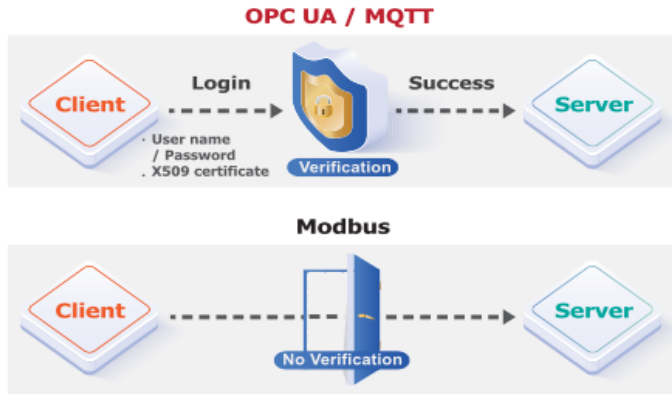 OPC UA / MQTT
Client
Login
Success
Server
· User name
/ Password
. X509 certificate
Verification
Modbus
Client
Server
No Verification